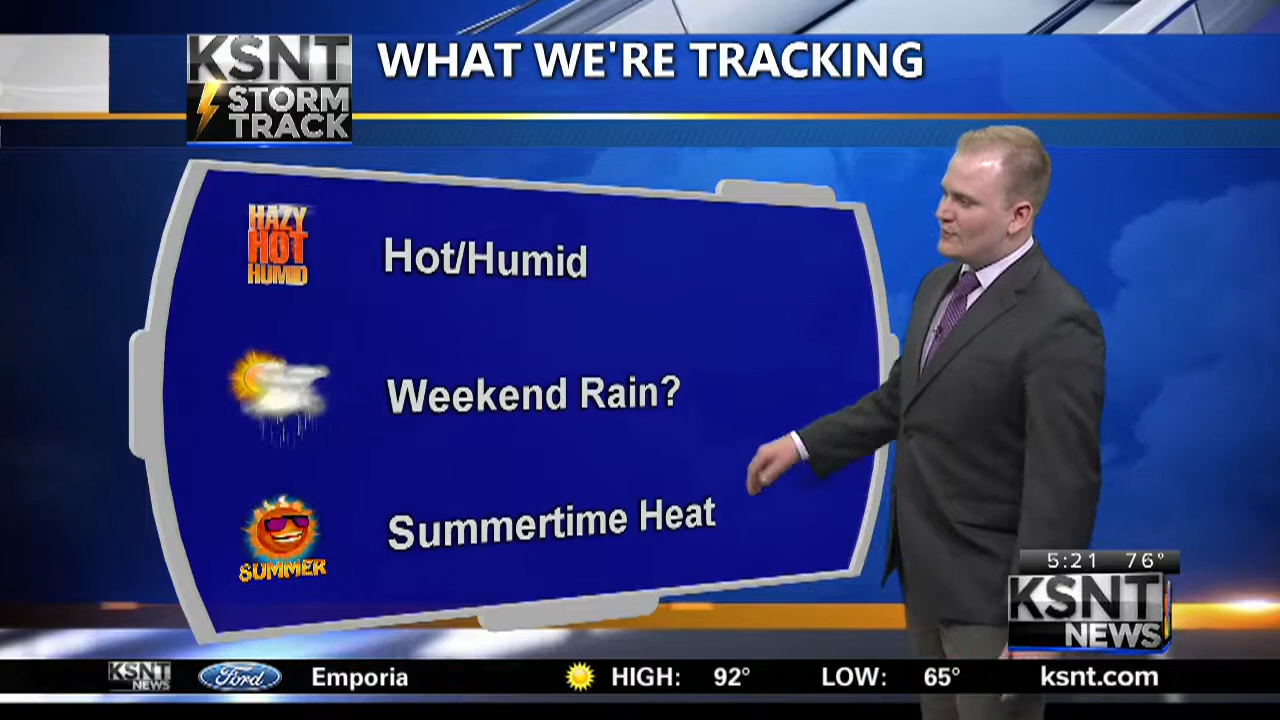 KSNT
STORM
TRACK
WHAT WE'RE TRACKING
HAZY
HOT
HUMID
Hot/Humid
Weekend Rain?
Summertime Heat
SUMMER
5:21 76°
KSNT
NEWS
KSNT
NEWS
Ford
Emporia
HIGH: 92°
LOW: 65°
ksnt.com